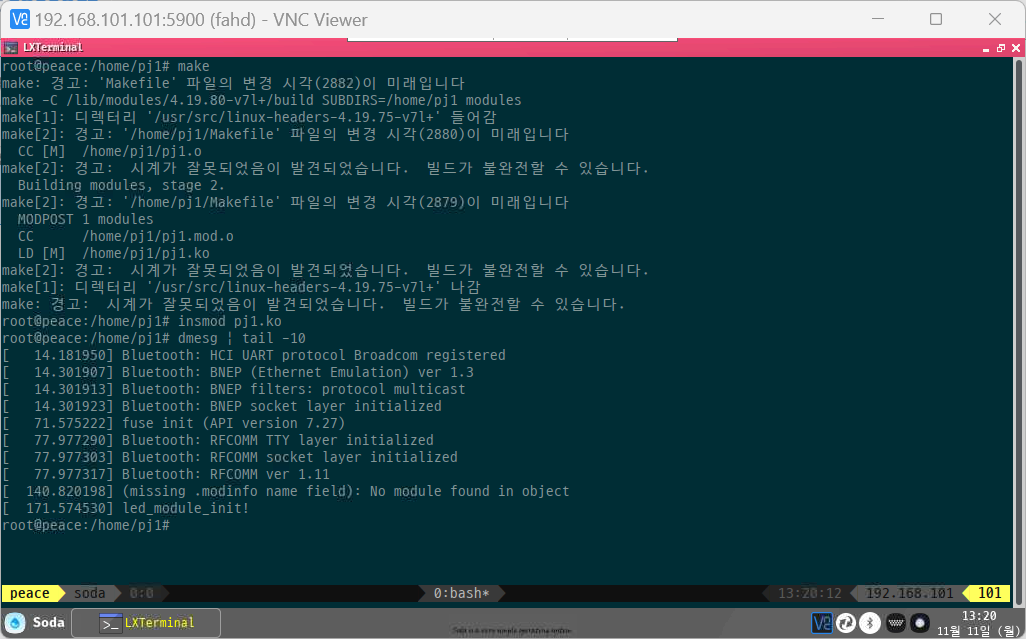 192.168.101.101:5900 (fahd) - VNC Viewer
LXTerminal
root@peace:/home/pj1# make
make: 경고: 'Makefile' 파일의 변경 시각(2882)이 미래입니다
make -C /lib/modules/4.19.80-v7l+/build SUBDIRS=/home/pj1 modules
make[1]: 디렉터리 '/usr/src/linux-headers-4.19.75-v7l+' 들어감
make[2]: 경고: '/home/pj1/Makefile' 파일의 변경 시각(2880)이 미래입니다
  CC [M]  /home/pj1/pj1.o
make[2]: 경고:  시계가 잘못되었음이 발견되었습니다.  빌드가 불완전할 수 있습니다.
  Building modules, stage 2.
make[2]: 경고: '/home/pj1/Makefile' 파일의 변경 시각(2879)이 미래입니다
  MODPOST 1 modules
  CC      /home/pj1/pj1.mod.o
  LD [M]  /home/pj1/pj1.ko
make[2]: 경고:  시계가 잘못되었음이 발견되었습니다.  빌드가 불완전할 수 있습니다.
make[1]: 디렉터리 '/usr/src/linux-headers-4.19.75-v7l+' 나감
make: 경고:  시계가 잘못되었음이 발견되었습니다.  빌드가 불완전할 수 있습니다.
root@peace:/home/pj1# insmod pj1.ko
root@peace:/home/pj1# dmesg | tail -10
[   14.181950] Bluetooth: HCI UART protocol Broadcom registered
[   14.301907] Bluetooth: BNEP (Ethernet Emulation) ver 1.3
[   14.301913] Bluetooth: BNEP filters: protocol multicast
[   14.301923] Bluetooth: BNEP socket layer initialized
[   71.575222] fuse init (API version 7.27)
[   77.977290] Bluetooth: RFCOMM TTY layer initialized
[   77.977303] Bluetooth: RFCOMM socket layer initialized
[   77.977317] Bluetooth: RFCOMM ver 1.11
[  140.820198] (missing .modinfo name field): No module found in object
[  171.574530] led_module_init!
root@peace:/home/pj1#
peace soda 0:0 0:bash* 13:20:12 192.168.101 101
Soda LXTerminal 13:20
Soda is a very simple operating system
11월 11일 (월)